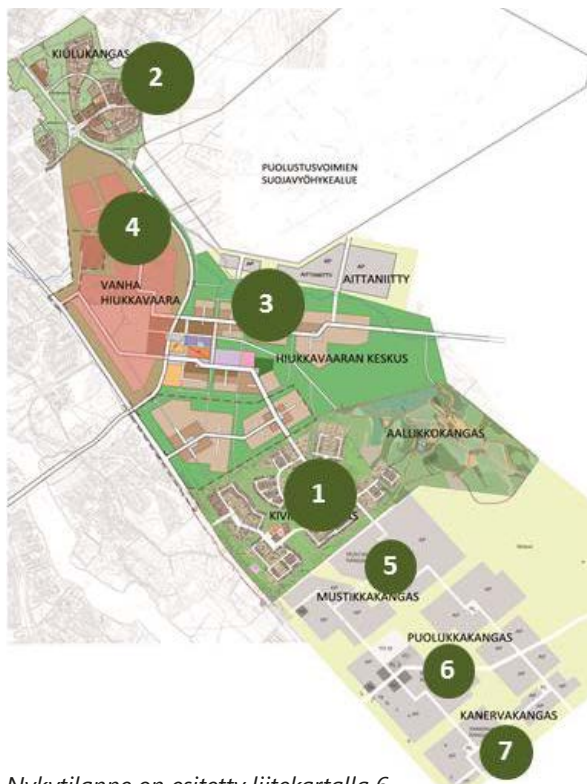 KIULUKANGAS
2
PUOLUSTUSVOIMIEN
SUOJAVYÖHYKEALUE
4
VANHA
HIUKKAVAARA
AITTANIITTY
AITTANIITTY
3
HIUKKAVAARAN KESKUS
AALLIKKOKANGAS
1
5
MUSTIKKAKANGAS
PUOLUKKAKANGAS
6
KANERVAKANGAS
7
Nykytilanne on esitetty liitekartalla 6